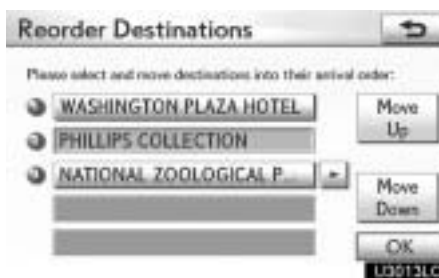 Reorder Destinations
Please select and move destinations into their arrival order:
WASHINGTON PLAZA HOTEL
Move
Up
PHILLIPS COLLECTION
NATIONAL ZOOLOGICAL P...
Move
Down
OK
U3013LC